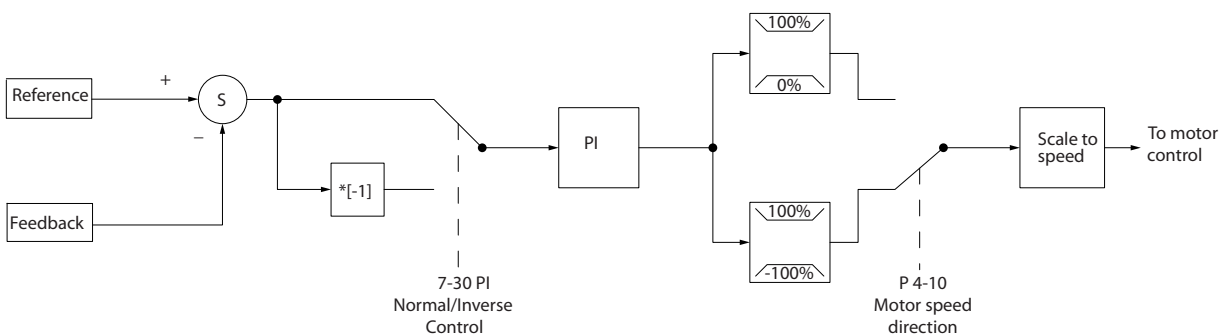 100%
0%
Reference
+
S
–
*[-1]
Feedback
7-30 PI
Normal/Inverse
Control
PI
100%
-100%
P 4-10
Motor speed
direction
Scale to
speed
To motor
control